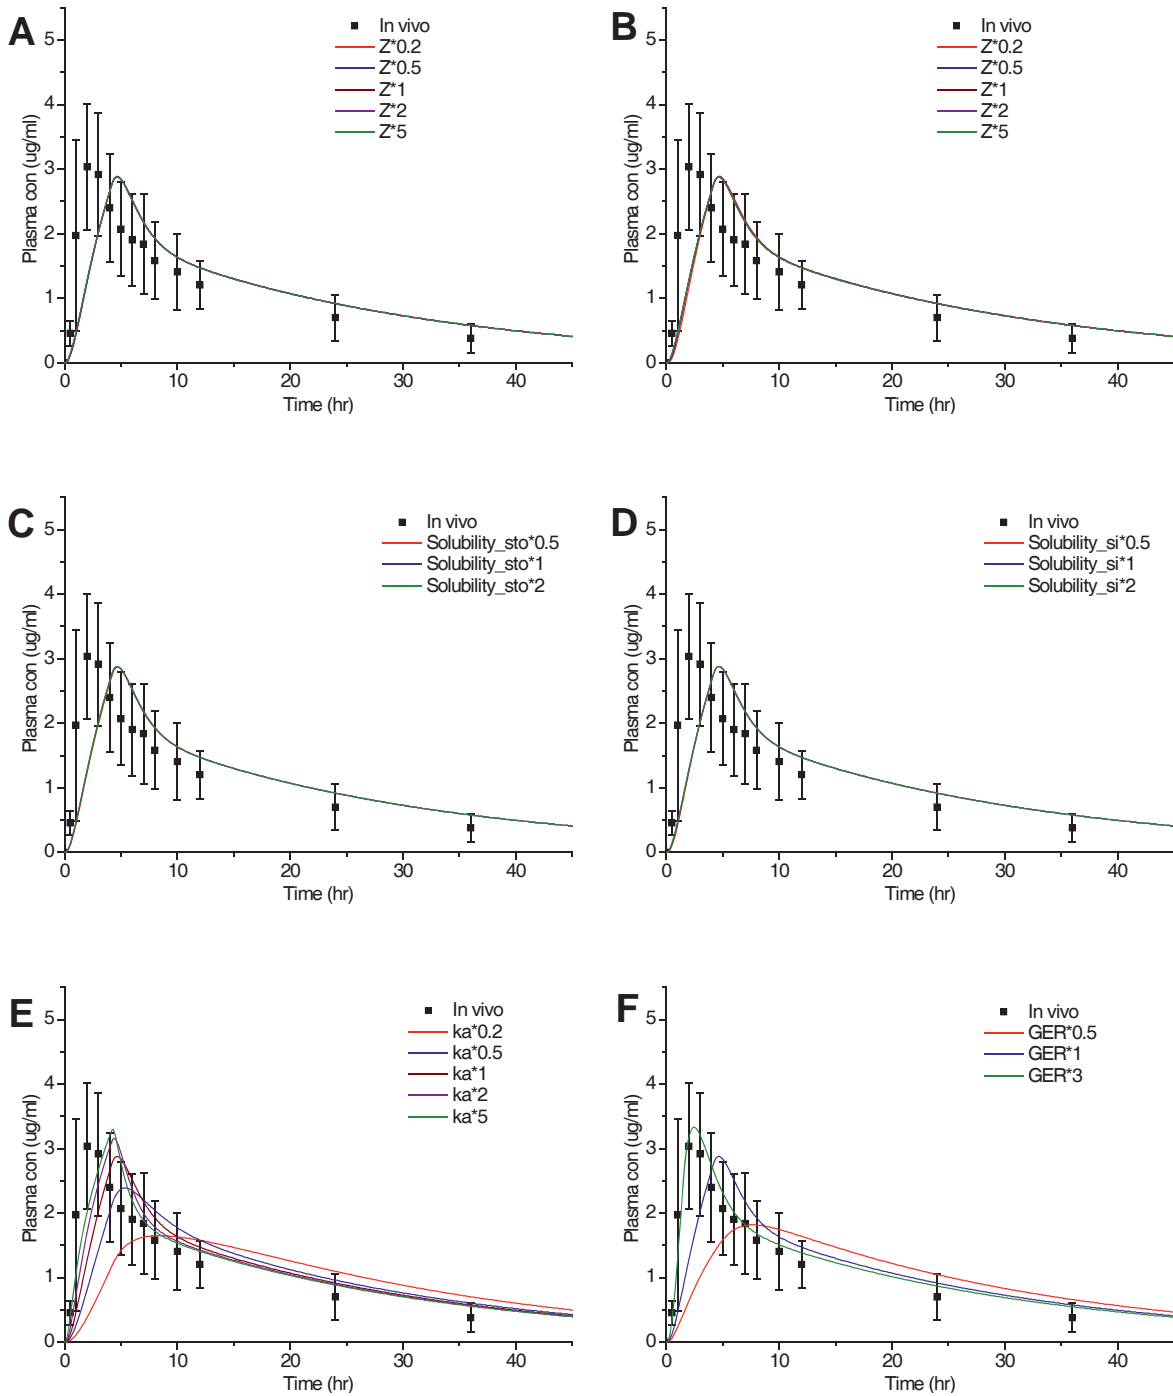 A
In vivo
Z*0.2
Z*0.5
Z*1
Z*2
Z*5
Plasma con (ug/ml)
5
4
3
2
1
0
0 10 20 30 40
Time (hr)
B
In vivo
Z*0.2
Z*0.5
Z*1
Z*2
Z*5
Plasma con (ug/ml)
5
4
3
2
1
0
0 10 20 30 40
Time (hr)
C
In vivo
Solubility_sto*0.5
Solubility_sto*1
Solubility_sto*2
Plasma con (ug/ml)
5
4
3
2
1
0
0 10 20 30 40
Time (hr)
D
In vivo
Solubility_si*0.5
Solubility_si*1
Solubility_si*2
Plasma con (ug/ml)
5
4
3
2
1
0
0 10 20 30 40
Time (hr)
E
In vivo
ka*0.2
ka*0.5
ka*1
ka*2
ka*5
Plasma con (ug/ml)
5
4
3
2
1
0
0 10 20 30 40
Time (hr)
F
In vivo
GER*0.5
GER*1
GER*3
Plasma con (ug/ml)
5
4
3
2
1
0
0 10 20 30 40
Time (hr)